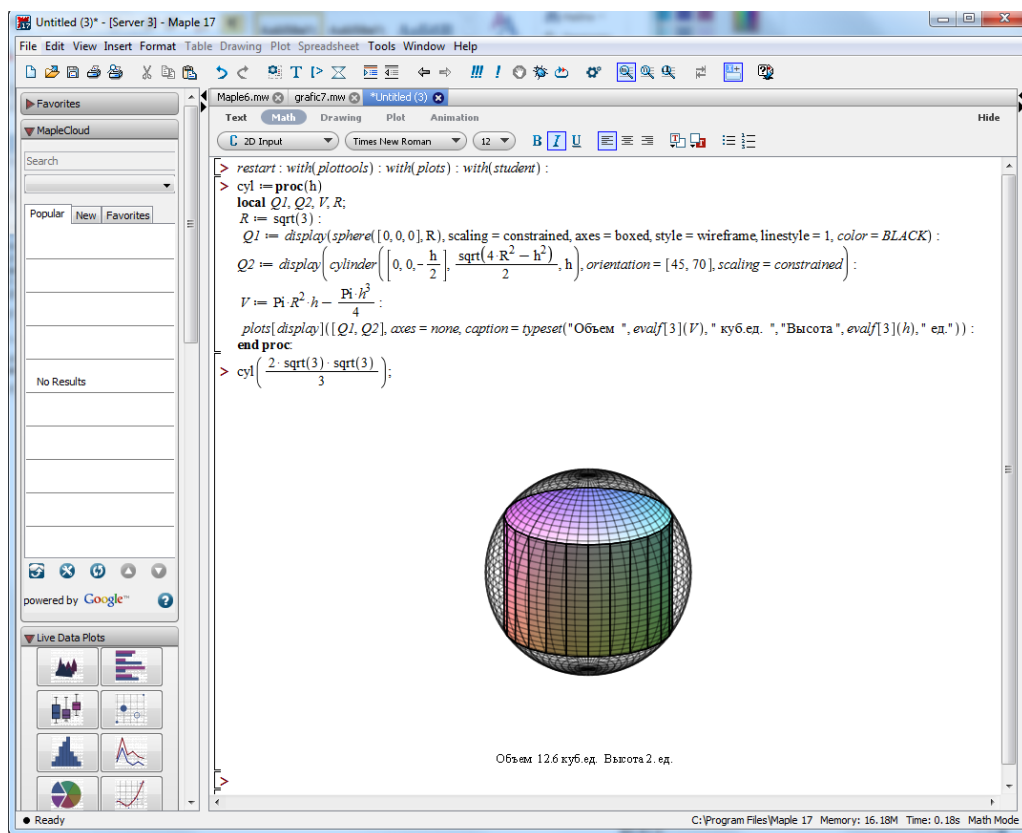 Untitled (3)* - [Server 3] - Maple 17
File Edit View Insert Format Table Drawing Plot Spreadsheet Tools Window Help
Favorites
MapleCloud
Search
Popular New Favorites
No Results
powered by Google™
Live Data Plots
Maple6.mw grafic7.mw *Untitled (3)
Text Math Drawing Plot Animation Hide
C 2D Input Times New Roman 12 B I U
> restart : with(plottools) : with(plots) : with(student) :
> cyl := proc(h)
local Q1, Q2, V, R;
R := sqrt(3) :
Q1 := display(sphere([0, 0, 0], R), scaling = constrained, axes = boxed, style = wireframe, linestyle = 1, color = BLACK) :
Q2 := display(cylinder([0, 0, -h/2], sqrt(4·R²−h²)/2, h), orientation = [45, 70], scaling = constrained) :
V := Pi·R²·h − Pi·h³/4 :
plots[display]([Q1, Q2], axes = none, caption = typeset("Объем ", evalf[3](V), " куб.ед. ", "Высота ", evalf[3](h), " ед.")) :
end proc:
> cyl(2·sqrt(3)·sqrt(3)/3);
Объем 12.6 куб.ед. Высота 2. ед.
>
Ready C:\Program Files\Maple 17 Memory: 16.18M Time: 0.18s Math Mode